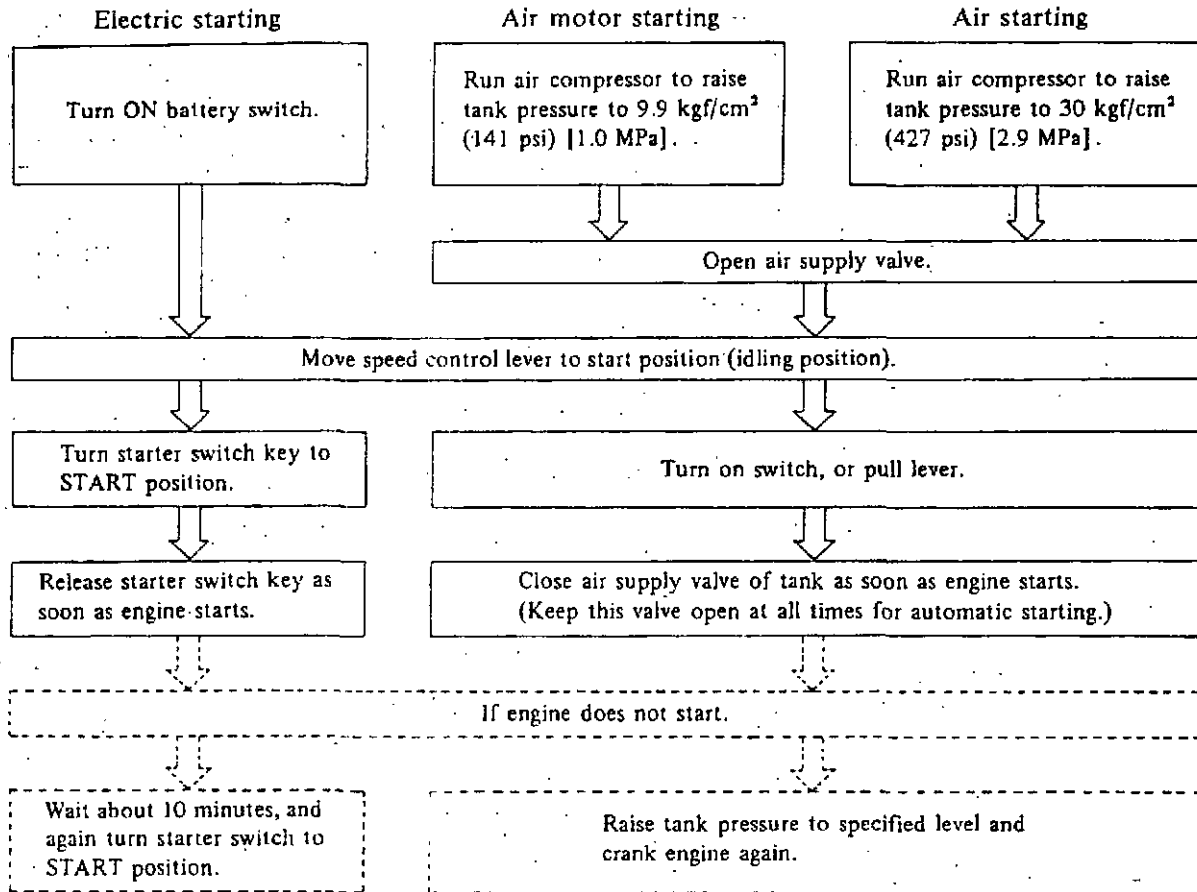 Electric starting
Air motor starting
Air starting
Turn ON battery switch.
Run air compressor to raise
tank pressure to 9.9 kgf/cm²
(141 psi) [1.0 MPa].
Run air compressor to raise
tank pressure to 30 kgf/cm²
(427 psi) [2.9 MPa].
Open air supply valve.
Move speed control lever to start position (idling position).
Turn starter switch key to
START position.
Turn on switch, or pull lever.
Release starter switch key as
soon as engine starts.
Close air supply valve of tank as soon as engine starts.
(Keep this valve open at all times for automatic starting.)
If engine does not start.
Wait about 10 minutes, and
again turn starter switch to
START position.
Raise tank pressure to specified level and
crank engine again.